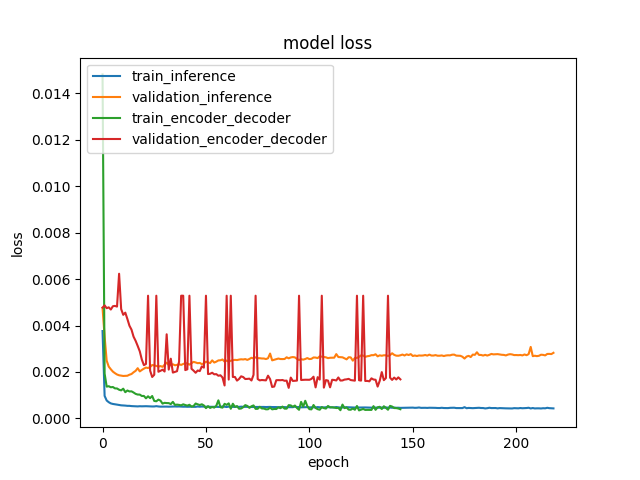 model loss
train_inference
validation_inference
train_encoder_decoder
validation_encoder_decoder
0.014
0.012
0.010
0.008
0.006
0.004
0.002
0.000
loss
0 50 100 150 200
epoch